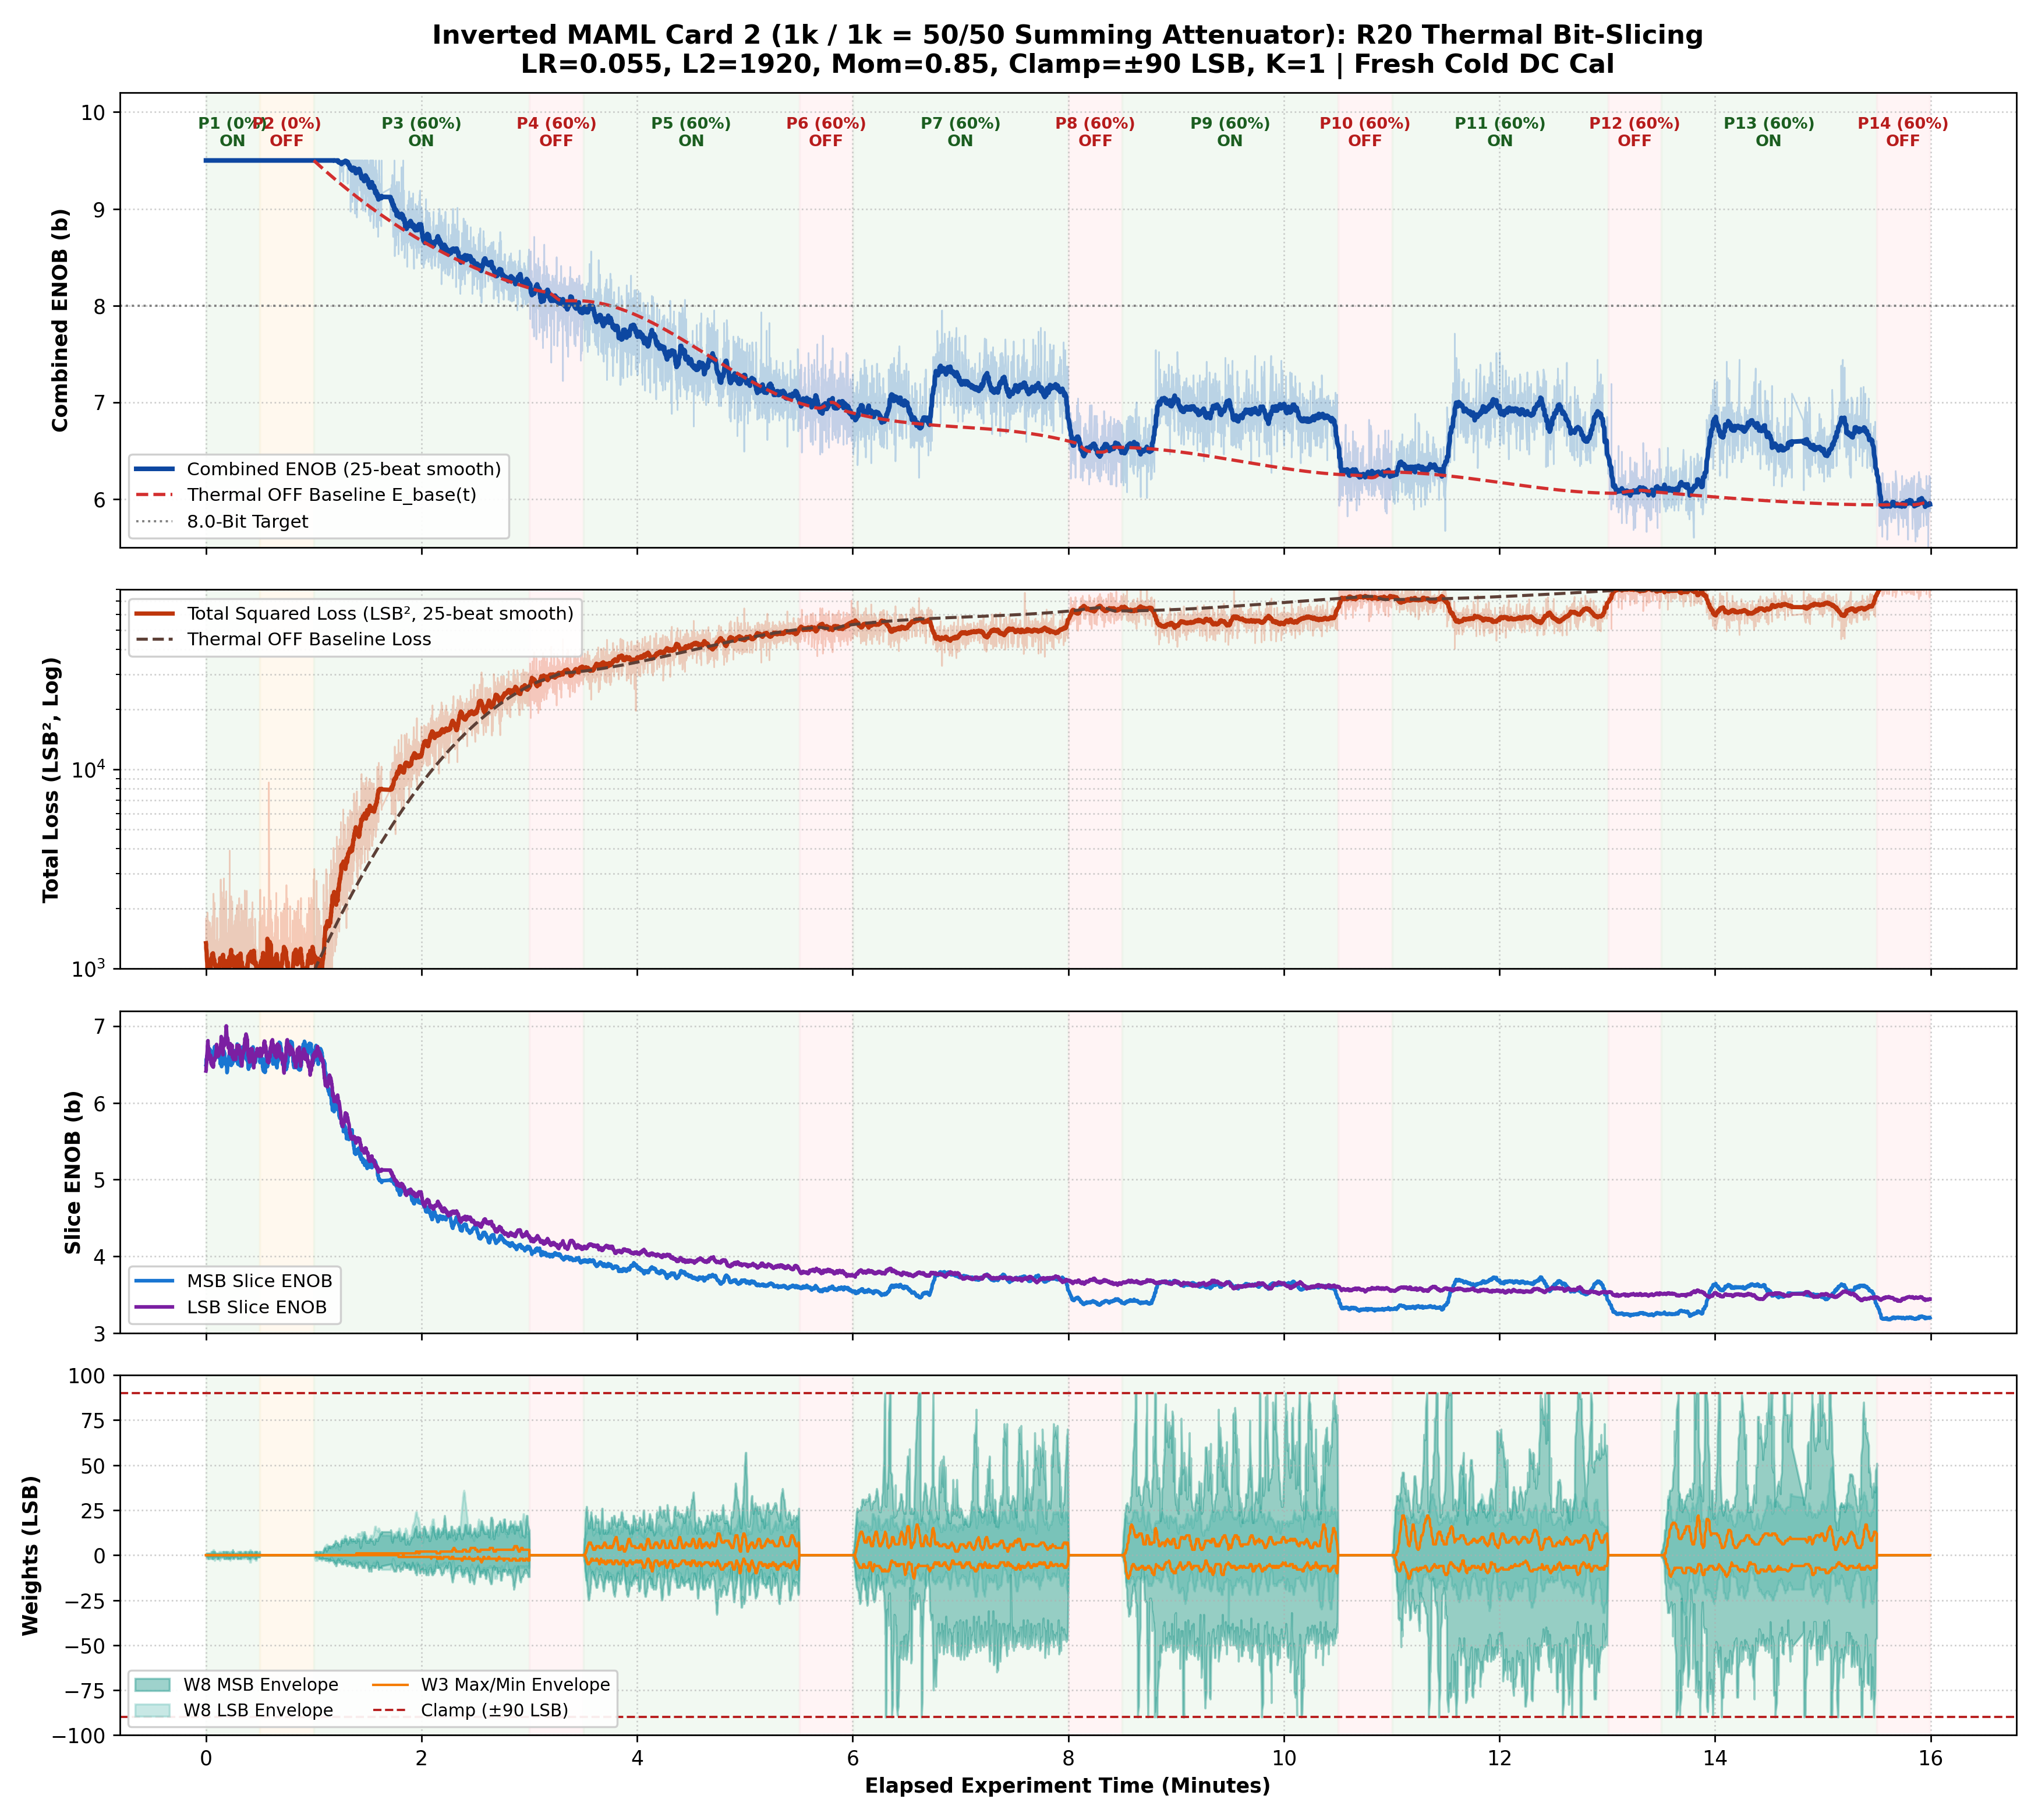 Inverted MAML Card 2 (1k / 1k = 50/50 Summing Attenuator): R20 Thermal Bit-Slicing
LR=0.055, L2=1920, Mom=0.85, Clamp=±90 LSB, K=1 | Fresh Cold DC Cal
P1 (0%)
ON
P2 (0%)
OFF
P3 (60%)
ON
P4 (60%)
OFF
P5 (60%)
ON
P6 (60%)
OFF
P7 (60%)
ON
P8 (60%)
OFF
P9 (60%)
ON
P10 (60%)
OFF
P11 (60%)
ON
P12 (60%)
OFF
P13 (60%)
ON
P14 (60%)
OFF
Combined ENOB (b)
10
9
8
7
6
Combined ENOB (25-beat smooth)
Thermal OFF Baseline E_base(t)
8.0-Bit Target
Total Loss (LSB², Log)
10⁴
10³
Total Squared Loss (LSB², 25-beat smooth)
Thermal OFF Baseline Loss
Slice ENOB (b)
7
6
5
4
3
MSB Slice ENOB
LSB Slice ENOB
Weights (LSB)
100
75
50
25
0
−25
−50
−75
−100
W8 MSB Envelope
W8 LSB Envelope
W3 Max/Min Envelope
Clamp (±90 LSB)
0 2 4 6 8 10 12 14 16
Elapsed Experiment Time (Minutes)